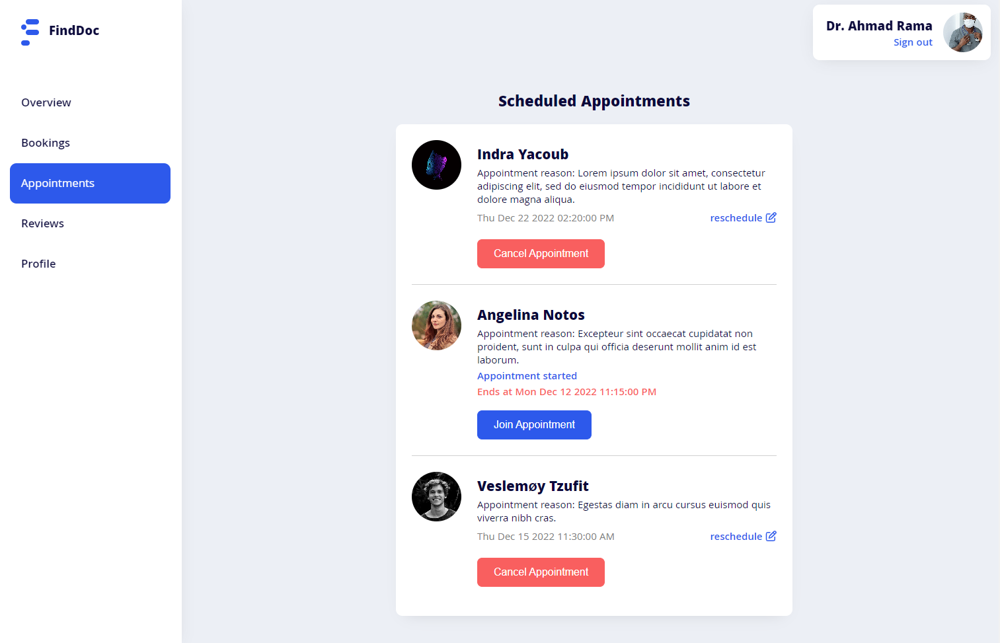 FindDoc
Dr. Ahmad Rama
Sign out
Overview
Bookings
Appointments
Reviews
Profile
Scheduled Appointments
Indra Yacoub
Appointment reason: Lorem ipsum dolor sit amet, consectetur
adipiscing elit, sed do eiusmod tempor incididunt ut labore et
dolore magna aliqua.
Thu Dec 22 2022 02:20:00 PM
reschedule
Cancel Appointment
Angelina Notos
Appointment reason: Excepteur sint occaecat cupidatat non
proident, sunt in culpa qui officia deserunt mollit anim id est
laborum.
Appointment started
Ends at Mon Dec 12 2022 11:15:00 PM
Join Appointment
Veslemøy Tzufit
Appointment reason: Egestas diam in arcu cursus euismod quis
viverra nibh cras.
Thu Dec 15 2022 11:30:00 AM
reschedule
Cancel Appointment